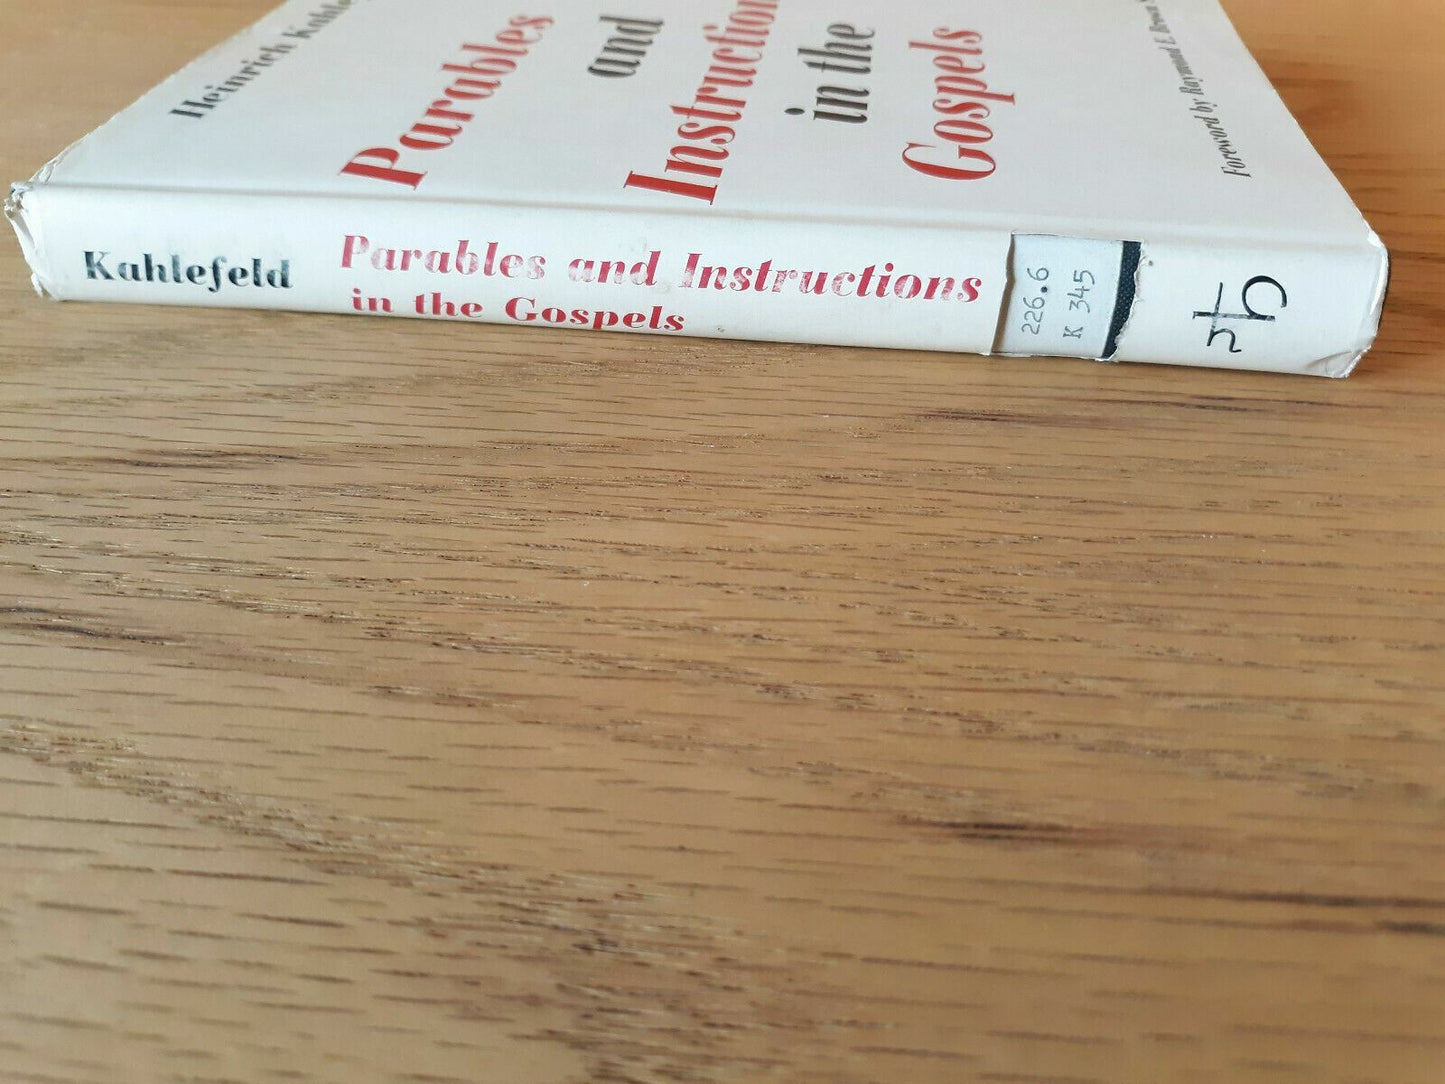 Heinrich
Parables
and
Instruction
in the
Gospels
Foreword by Raymond E. Brown
Kahlefeld
Parables and Instructions
in the Gospels
226.6
K 345